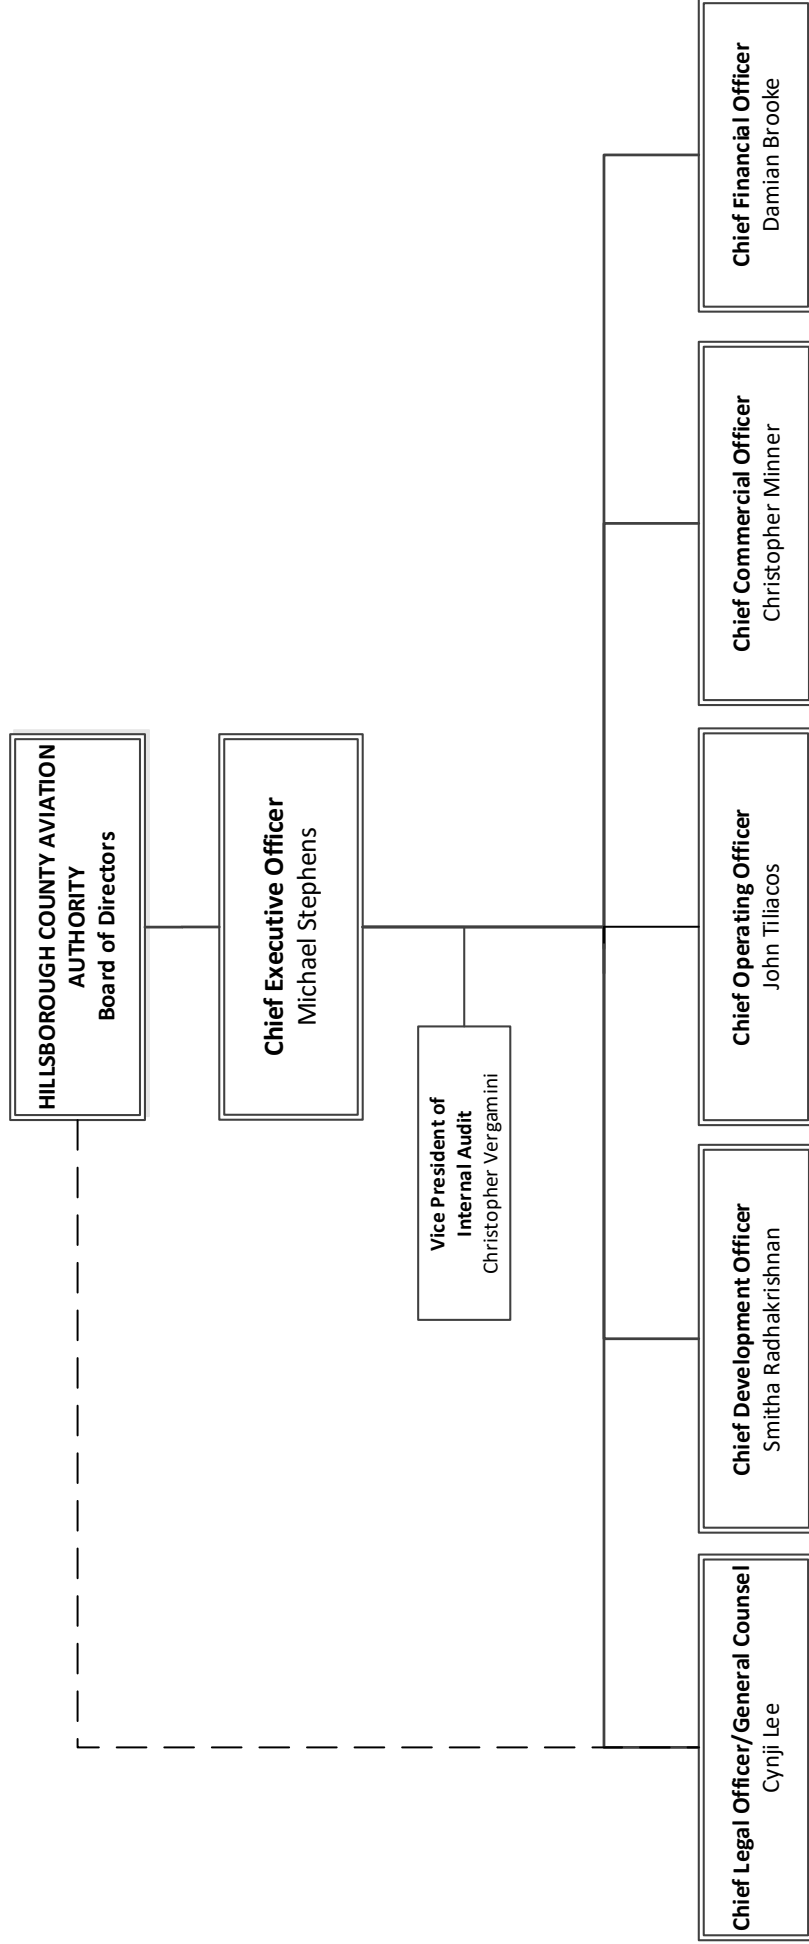 HILLSBOROUGH COUNTY AVIATION
AUTHORITY
Board of Directors
Chief Executive Officer
Michael Stephens
Vice President of
Internal Audit
Christopher Vergamini
Chief Legal Officer/General Counsel
Cynji Lee
Chief Development Officer
Smitha Radhakrishnan
Chief Operating Officer
John Tiliacos
Chief Commercial Officer
Christopher Minner
Chief Financial Officer
Damian Brooke